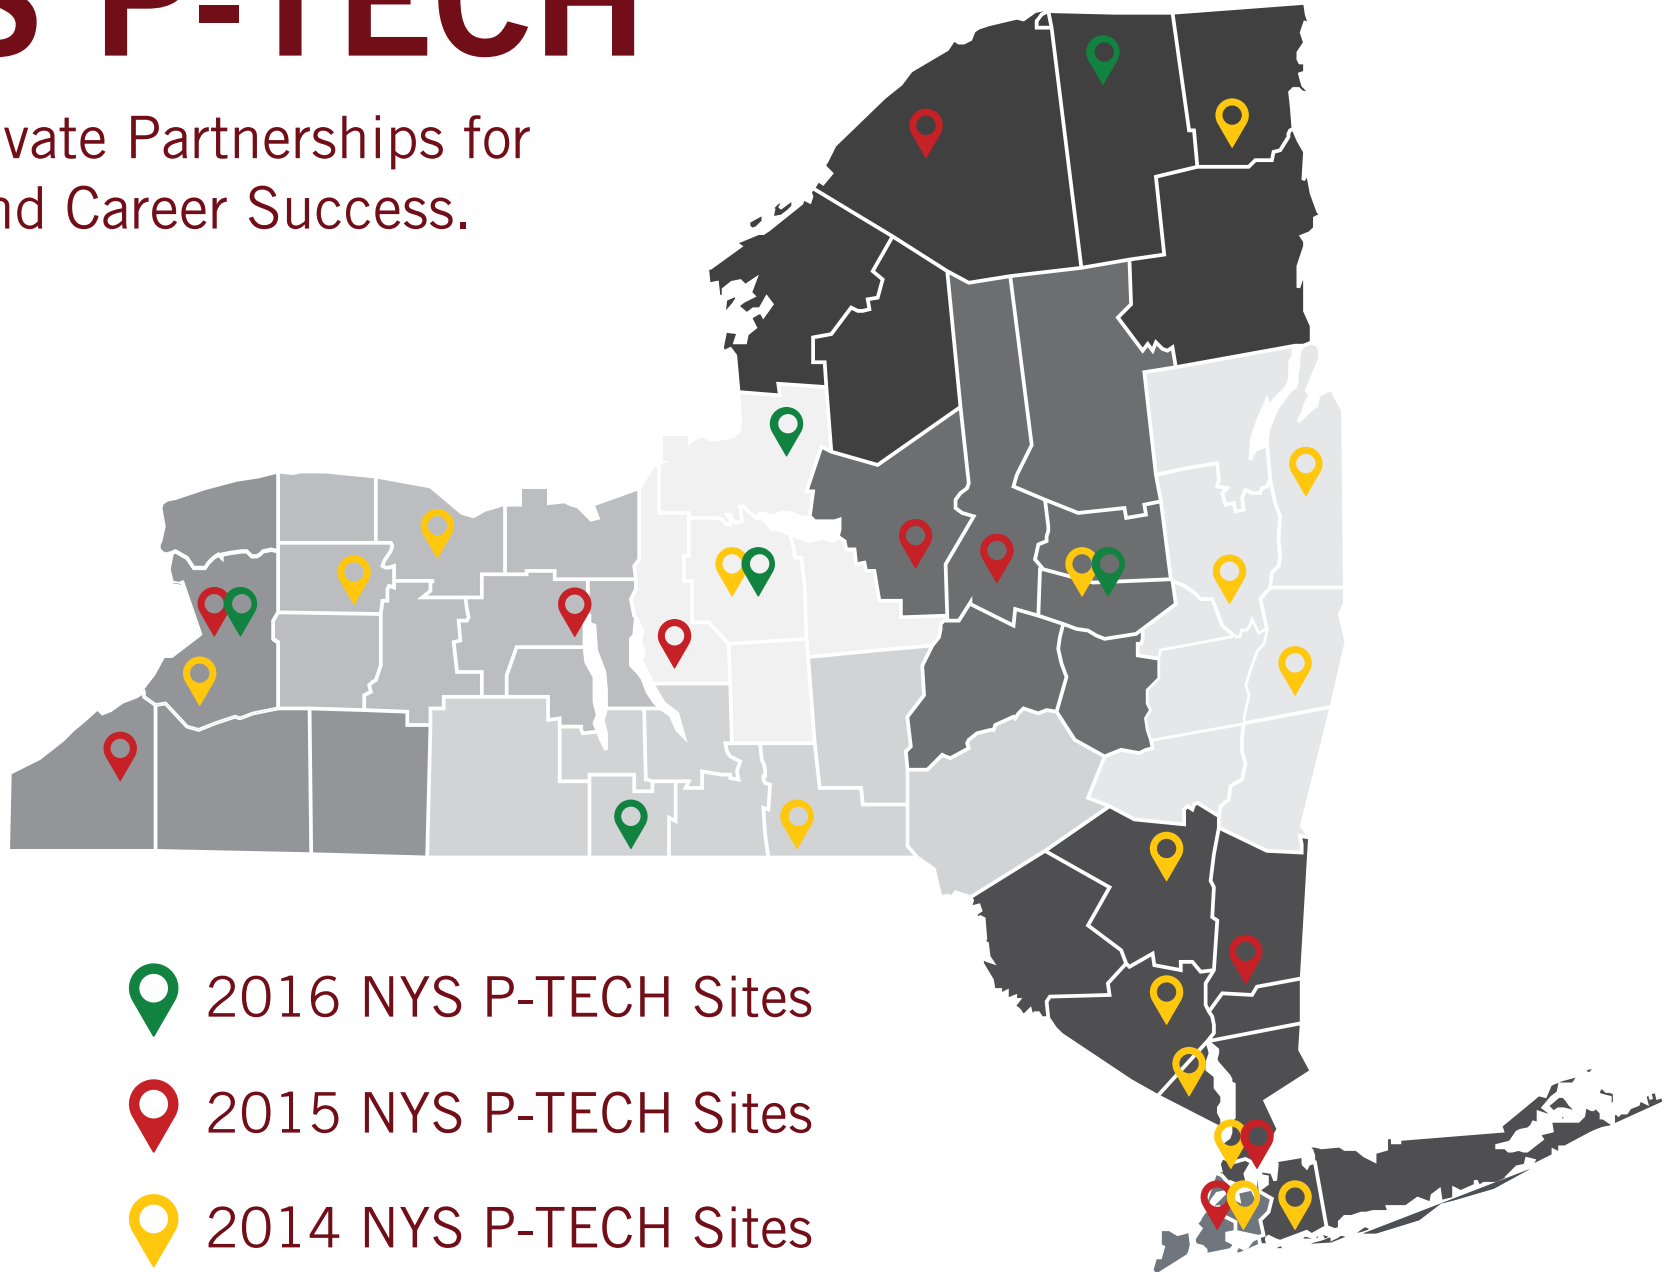 S P-TECH
vate Partnerships for
nd Career Success.
2016 NYS P-TECH Sites
2015 NYS P-TECH Sites
2014 NYS P-TECH Sites